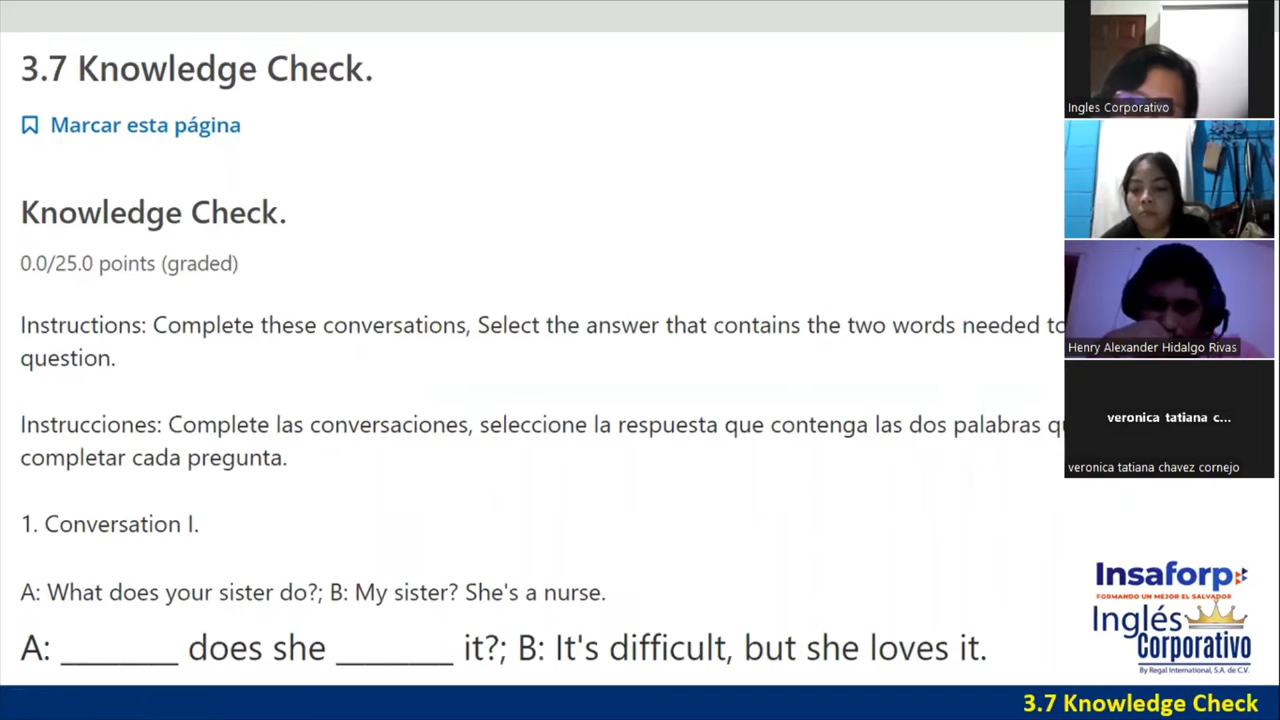 3.7 Knowledge Check.
Marcar esta página
Knowledge Check.
0.0/25.0 points (graded)
Instructions: Complete these conversations, Select the answer that contains the two words needed to
question.
Instrucciones: Complete las conversaciones, seleccione la respuesta que contenga las dos palabras
completar cada pregunta.
1. Conversation I.
A: What does your sister do?; B: My sister? She's a nurse.
A: _______ does she _______ it?; B: It's difficult, but she loves it.
Ingles Corporativo
Henry Alexander Hidalgo Rivas
veronica tatiana c...
veronica tatiana chavez cornejo
Insaforp
FORMANDO UN MEJOR EL SALVADOR
Inglés
Corporativo
By Regal International, S.A. de C.V.
3.7 Knowledge Check